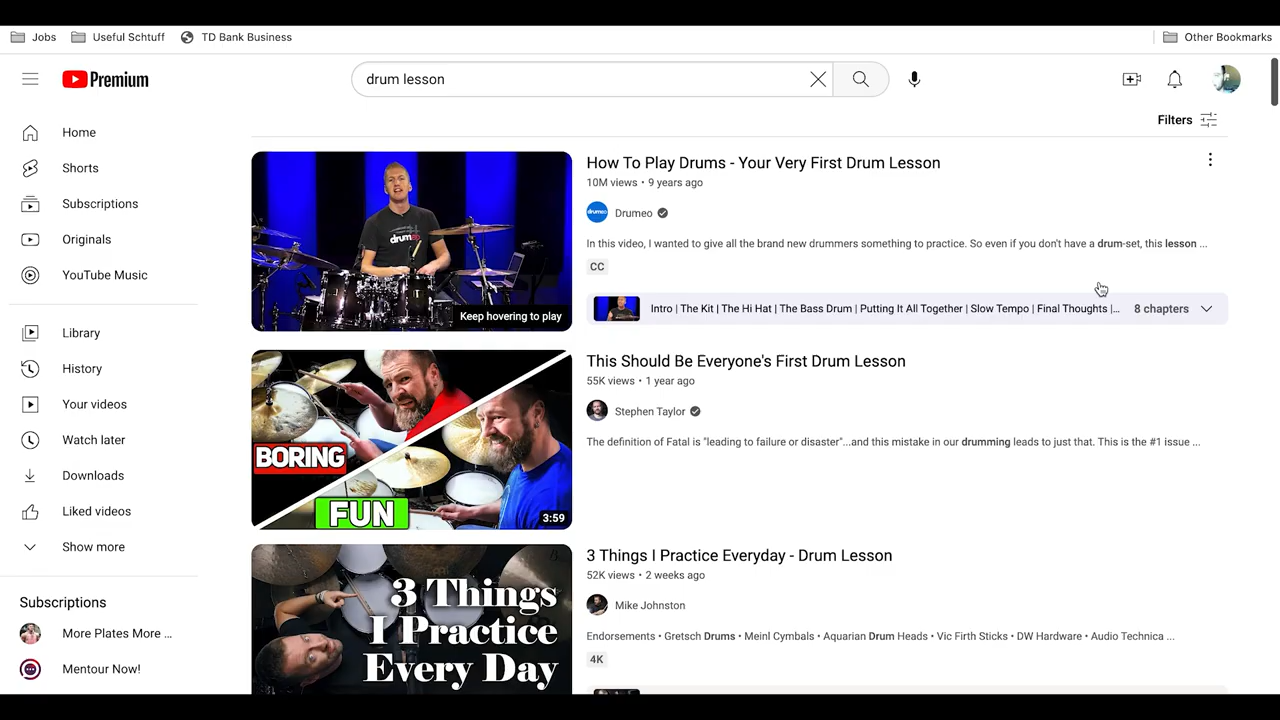 Jobs
Useful Schtuff
TD Bank Business
Other Bookmarks
Premium
drum lesson
Filters
Home
Shorts
Subscriptions
Originals
YouTube Music
Library
History
Your videos
Watch later
Downloads
Liked videos
Show more
Subscriptions
More Plates More ...
Mentour Now!
drumeo
Keep hovering to play
How To Play Drums - Your Very First Drum Lesson
10M views • 9 years ago
drumeo
Drumeo
In this video, I wanted to give all the brand new drummers something to practice. So even if you don't have a drum-set, this lesson ...
CC
Intro | The Kit | The Hi Hat | The Bass Drum | Putting It All Together | Slow Tempo | Final Thoughts |...
8 chapters
BORING
FUN
3:59
This Should Be Everyone's First Drum Lesson
55K views • 1 year ago
Stephen Taylor
The definition of Fatal is "leading to failure or disaster"...and this mistake in our drumming leads to just that. This is the #1 issue ...
3 Things
I Practice
Every Day
3 Things I Practice Everyday - Drum Lesson
52K views • 2 weeks ago
Mike Johnston
Endorsements • Gretsch Drums • Meinl Cymbals • Aquarian Drum Heads • Vic Firth Sticks • DW Hardware • Audio Technica ...
4K